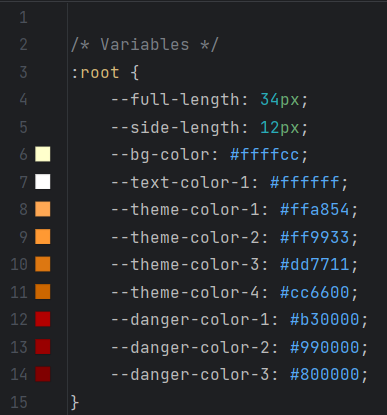 1
2 /* Variables */
3 :root {
4     --full-length: 34px;
5     --side-length: 12px;
6     --bg-color: #ffffcc;
7     --text-color-1: #ffffff;
8     --theme-color-1: #ffa854;
9     --theme-color-2: #ff9933;
10     --theme-color-3: #dd7711;
11     --theme-color-4: #cc6600;
12     --danger-color-1: #b30000;
13     --danger-color-2: #990000;
14     --danger-color-3: #800000;
15 }